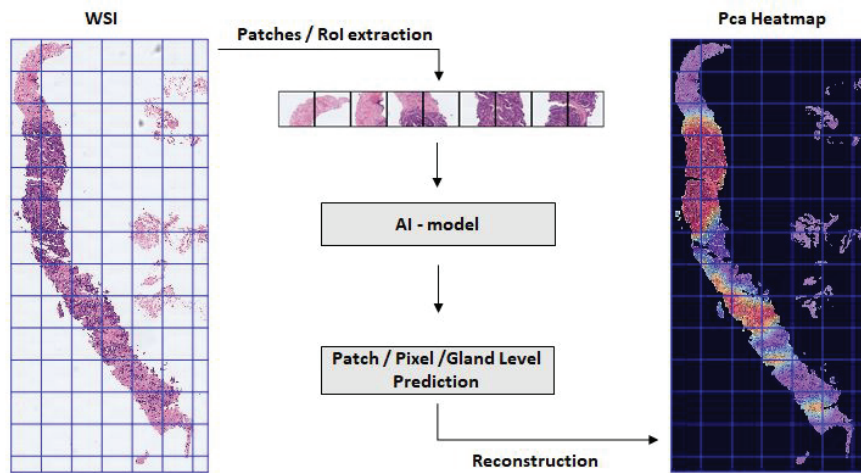 WSI
Patches / RoI extraction
Pca Heatmap
AI - model
Patch / Pixel /Gland Level
Prediction
Reconstruction